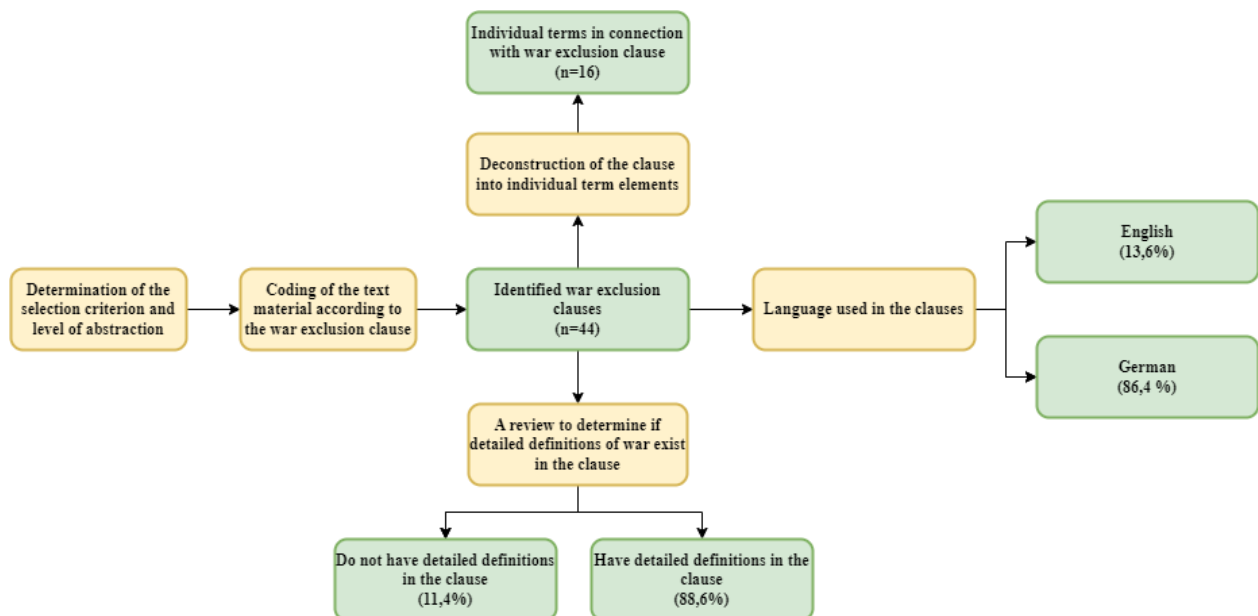 Individual terms in connection
with war exclusion clause
(n=16)
Deconstruction of the clause
into individual term elements
English
(13,6%)
Determination of the
selection criterion and
level of abstraction
Coding of the text
material according to
the war exclusion clause
Identified war exclusion
clauses
(n=44)
Language used in the clauses
German
(86,4 %)
A review to determine if
detailed definitions of war exist
in the clause
Do not have detailed definitions
in the clause
(11,4%)
Have detailed definitions in the
clause
(88,6%)